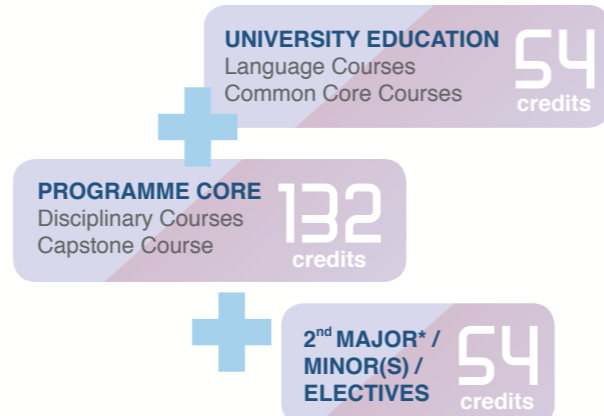 UNIVERSITY EDUCATION
Language Courses
Common Core Courses
54
credits
PROGRAMME CORE
Disciplinary Courses
Capstone Course
132
credits
2nd MAJOR* /
MINOR(S) /
ELECTIVES
54
credits